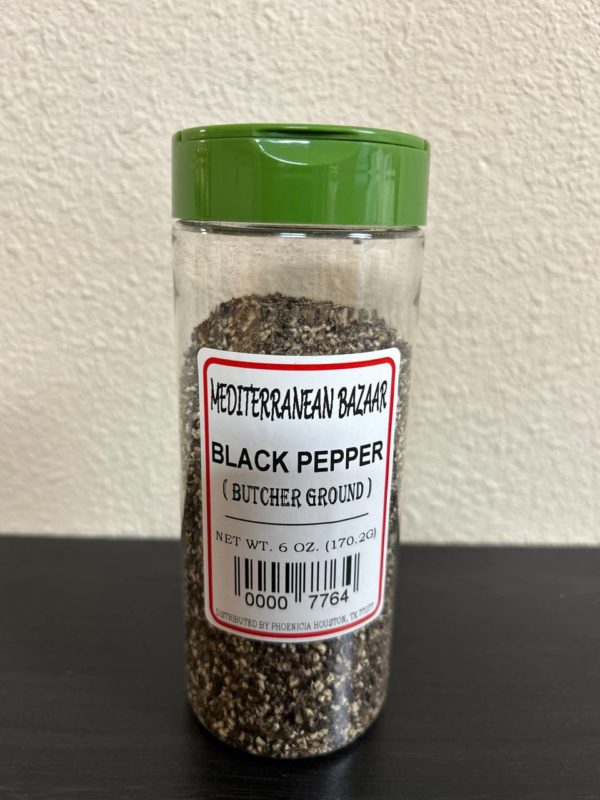 MEDITERRANEAN BAZAAR
BLACK PEPPER
( BUTCHER GROUND )
NET WT. 6 OZ. (170.2G)
0000 7764
DISTRIBUTED BY PHOENICIA HOUSTON, TX 77077